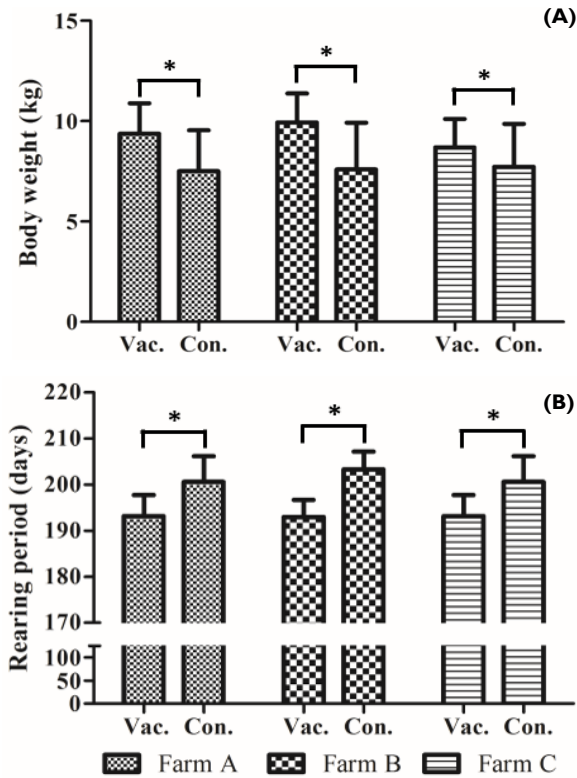 (A)
Body weight (kg)
15
10
5
0
* * *
Vac. Con. Vac. Con. Vac. Con.
(B)
Rearing period (days)
220
210
200
190
180
170
100
50
0
* * *
Vac. Con. Vac. Con. Vac. Con.
Farm A Farm B Farm C